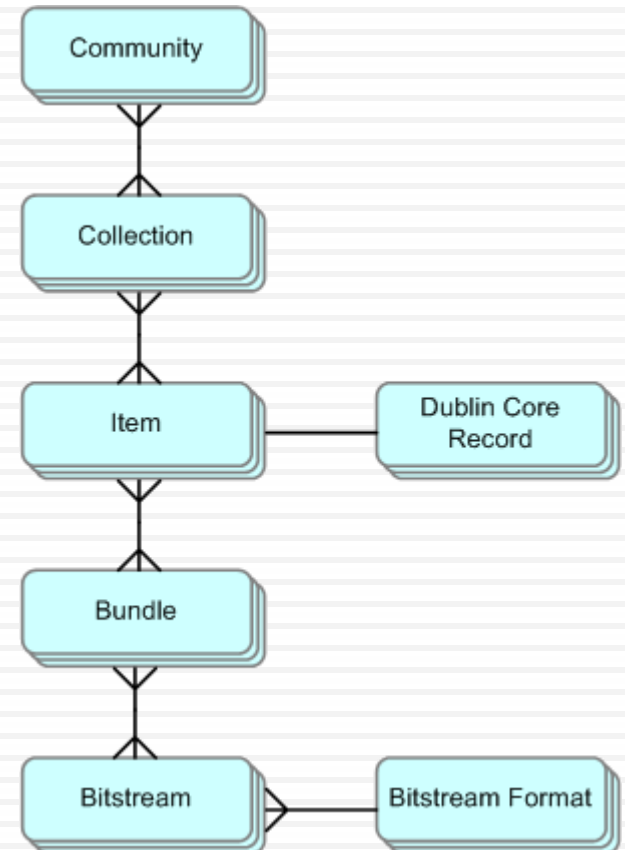 Community
Collection
Item
Dublin Core
Record
Bundle
Bitstream
Bitstream Format